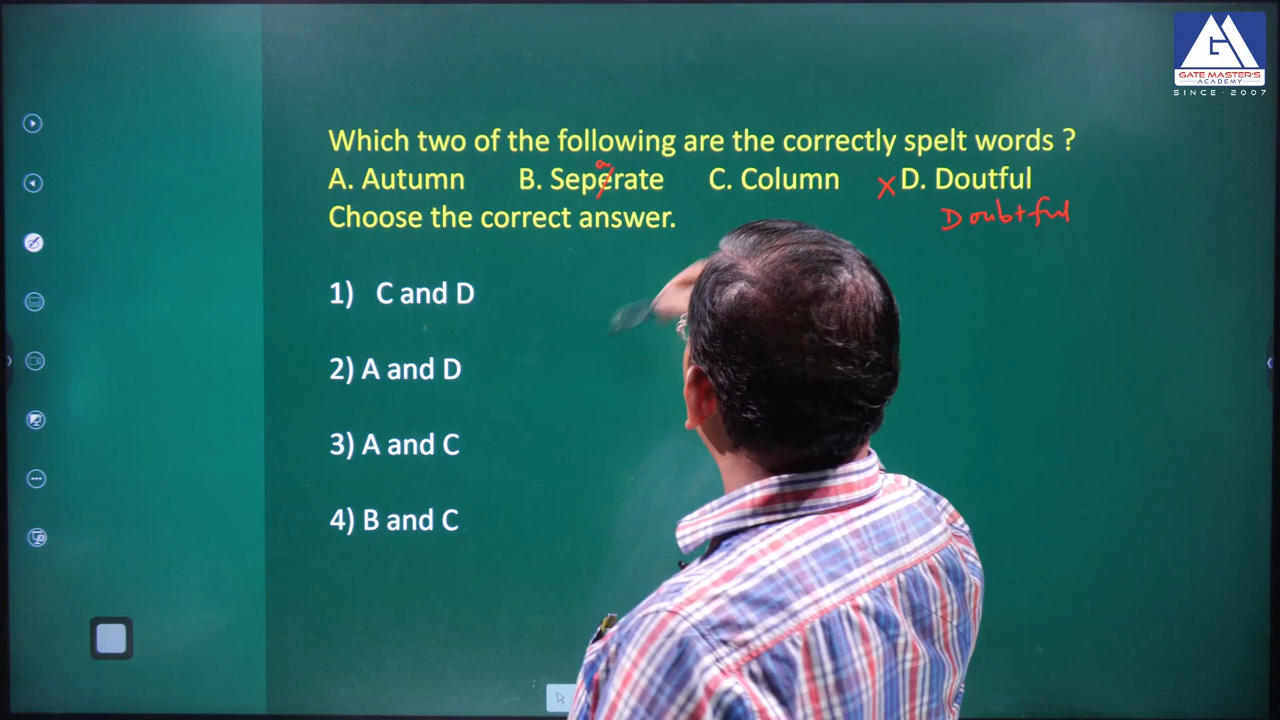 GATE MASTER'S
ACADEMY
SINCE - 2007
Which two of the following are the correctly spelt words ?
a
A. Autumn B. Seperate C. Column x D. Doutful
Doubtful
Choose the correct answer.
1) C and D
2) A and D
3) A and C
4) B and C